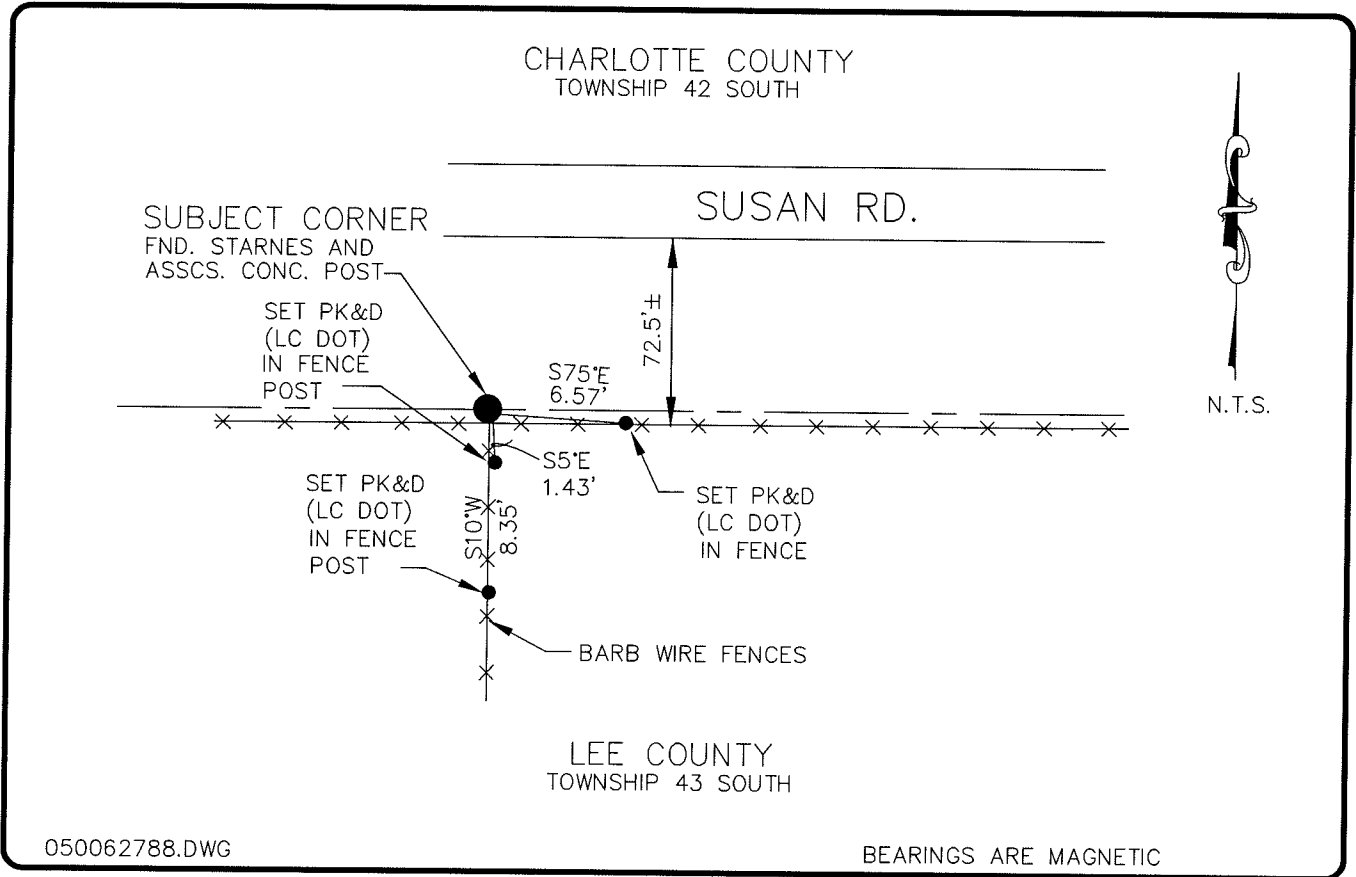 CHARLOTTE COUNTY
TOWNSHIP 42 SOUTH
SUSAN RD.
SUBJECT CORNER
FND. STARNES AND
ASSCS. CONC. POST
SET PK&D
(LC DOT)
IN FENCE
POST
72.5'±
S75°E
6.57'
N.T.S.
S5°E
1.43'
SET PK&D
(LC DOT)
IN FENCE
POST
S10°W
8.35'
SET PK&D
(LC DOT)
IN FENCE
BARB WIRE FENCES
LEE COUNTY
TOWNSHIP 43 SOUTH
050062788.DWG
BEARINGS ARE MAGNETIC